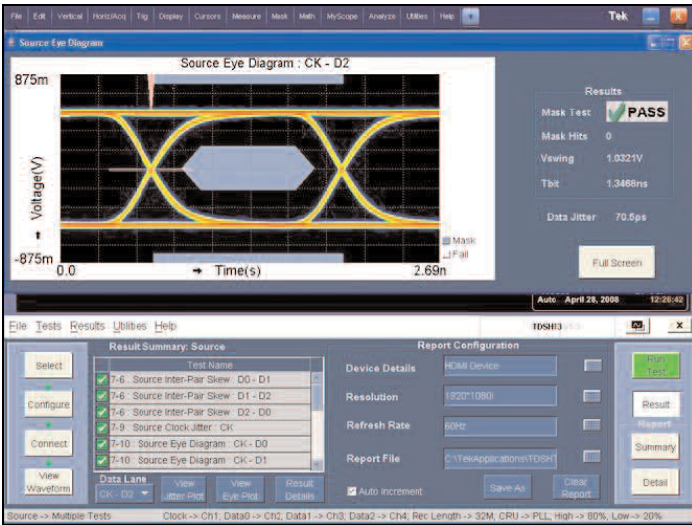 File Edit Vertical Horiz/Acq Trig Display Cursors Measure Mask Math MyScope Analyze Utilities Help Tek
Source Eye Diagram
Source Eye Diagram : CK - D2
875m
Voltage(V)
-875m
0.0
Time(s)
2.69n
Mask
Fail
Results
Mask Test PASS
Mask Hits 0
Vswing 1.0321V
Tbit 1.3468ns
Data Jitter 70.5ps
Full Screen
Auto April 28, 2008 12:26:42
File Tests Results Utilities Help TDSHT3
Select
Configure
Connect
View Waveform
Result Summary: Source
Test Name
7-6 : Source Inter-Pair Skew : D0 - D1
7-6 : Source Inter-Pair Skew : D1 - D2
7-6 : Source Inter-Pair Skew : D2 - D0
7-9 : Source Clock Jitter : CK
7-10 : Source Eye Diagram : CK - D0
7-10 : Source Eye Diagram : CK - D1
Data Lane
CK - D2
View Jitter Plot
View Eye Plot
Result Details
Report Configuration
Device Details HDMI Device
Resolution 1920*1080i
Refresh Rate 60Hz
Report File C:\TekApplications\TDSHT
Auto Increment
Save As
Clear Report
Run Test
Result
Report
Summary
Detail
Source -> Multiple Tests Clock -> Ch1, Data0 -> Ch2, Data1 -> Ch3, Data2 -> Ch4, Rec Length -> 32M, CRU -> PLL, High -> 80%, Low -> 20%